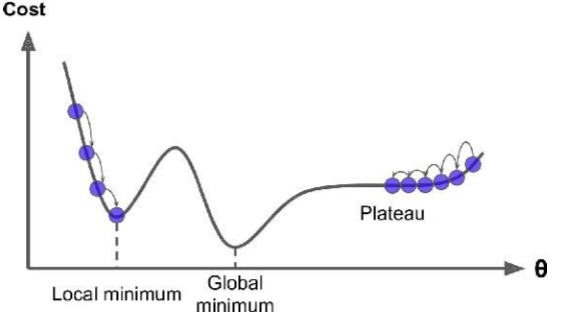 Cost
Plateau
θ
Local minimum
Global
minimum